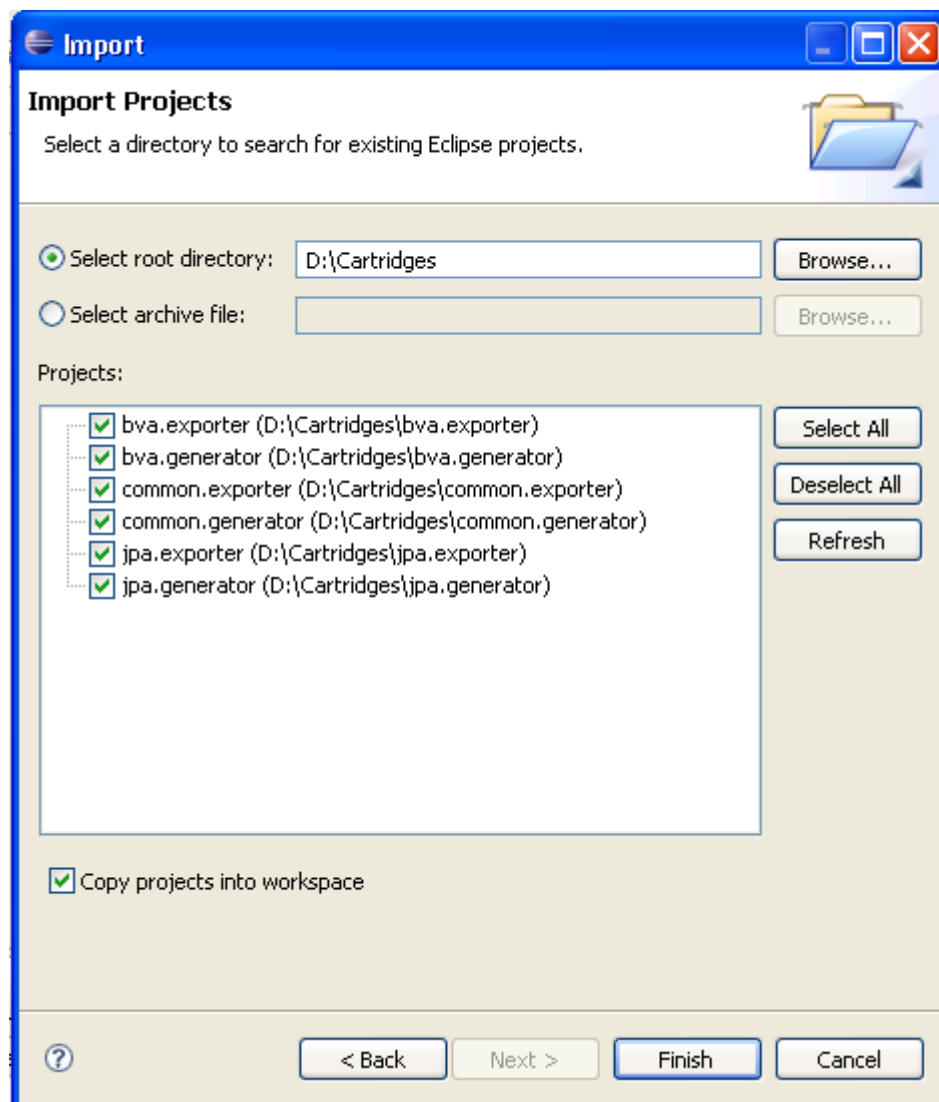 Import
Import Projects
Select a directory to search for existing Eclipse projects.
Select root directory: D:\Cartridges Browse...
Select archive file: Browse...
Projects:
bva.exporter (D:\Cartridges\bva.exporter)
bva.generator (D:\Cartridges\bva.generator)
common.exporter (D:\Cartridges\common.exporter)
common.generator (D:\Cartridges\common.generator)
jpa.exporter (D:\Cartridges\jpa.exporter)
jpa.generator (D:\Cartridges\jpa.generator)
Select All
Deselect All
Refresh
Copy projects into workspace
? < Back Next > Finish Cancel